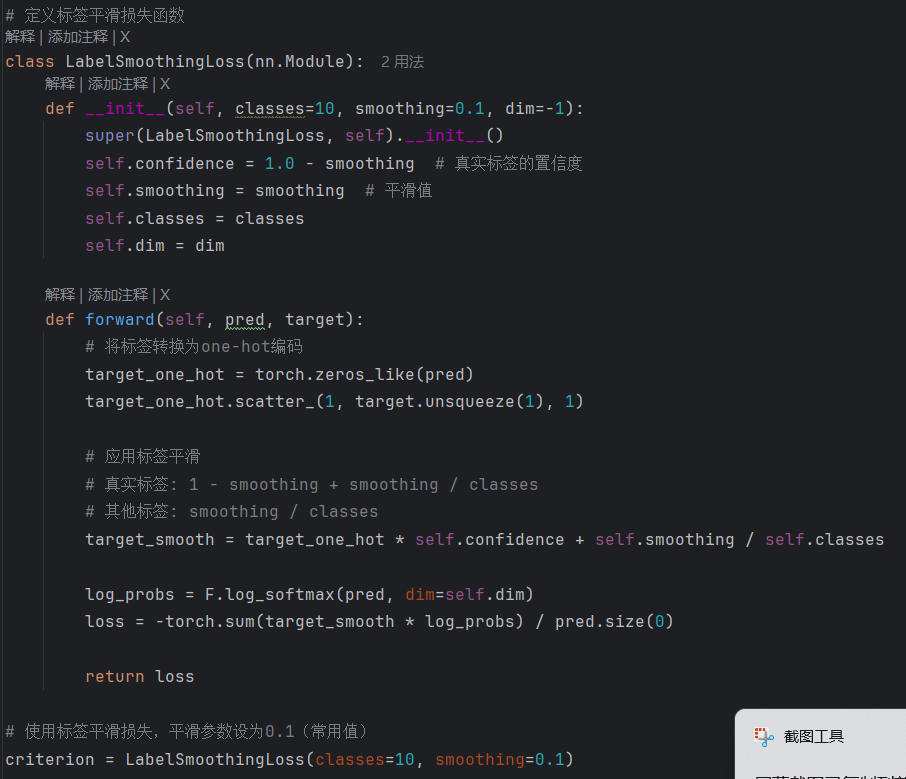 # 定义标签平滑损失函数
解释 | 添加注释 | X
class LabelSmoothingLoss(nn.Module):  2 用法
解释 | 添加注释 | X
def __init__(self, classes=10, smoothing=0.1, dim=-1):
super(LabelSmoothingLoss, self).__init__()
self.confidence = 1.0 - smoothing  # 真实标签的置信度
self.smoothing = smoothing  # 平滑值
self.classes = classes
self.dim = dim
解释 | 添加注释 | X
def forward(self, pred, target):
# 将标签转换为one-hot编码
target_one_hot = torch.zeros_like(pred)
target_one_hot.scatter_(1, target.unsqueeze(1), 1)
# 应用标签平滑
# 真实标签: 1 - smoothing + smoothing / classes
# 其他标签: smoothing / classes
target_smooth = target_one_hot * self.confidence + self.smoothing / self.classes
log_probs = F.log_softmax(pred, dim=self.dim)
loss = -torch.sum(target_smooth * log_probs) / pred.size(0)
return loss
# 使用标签平滑损失，平滑参数设为0.1（常用值）
criterion = LabelSmoothingLoss(classes=10, smoothing=0.1)
截图工具